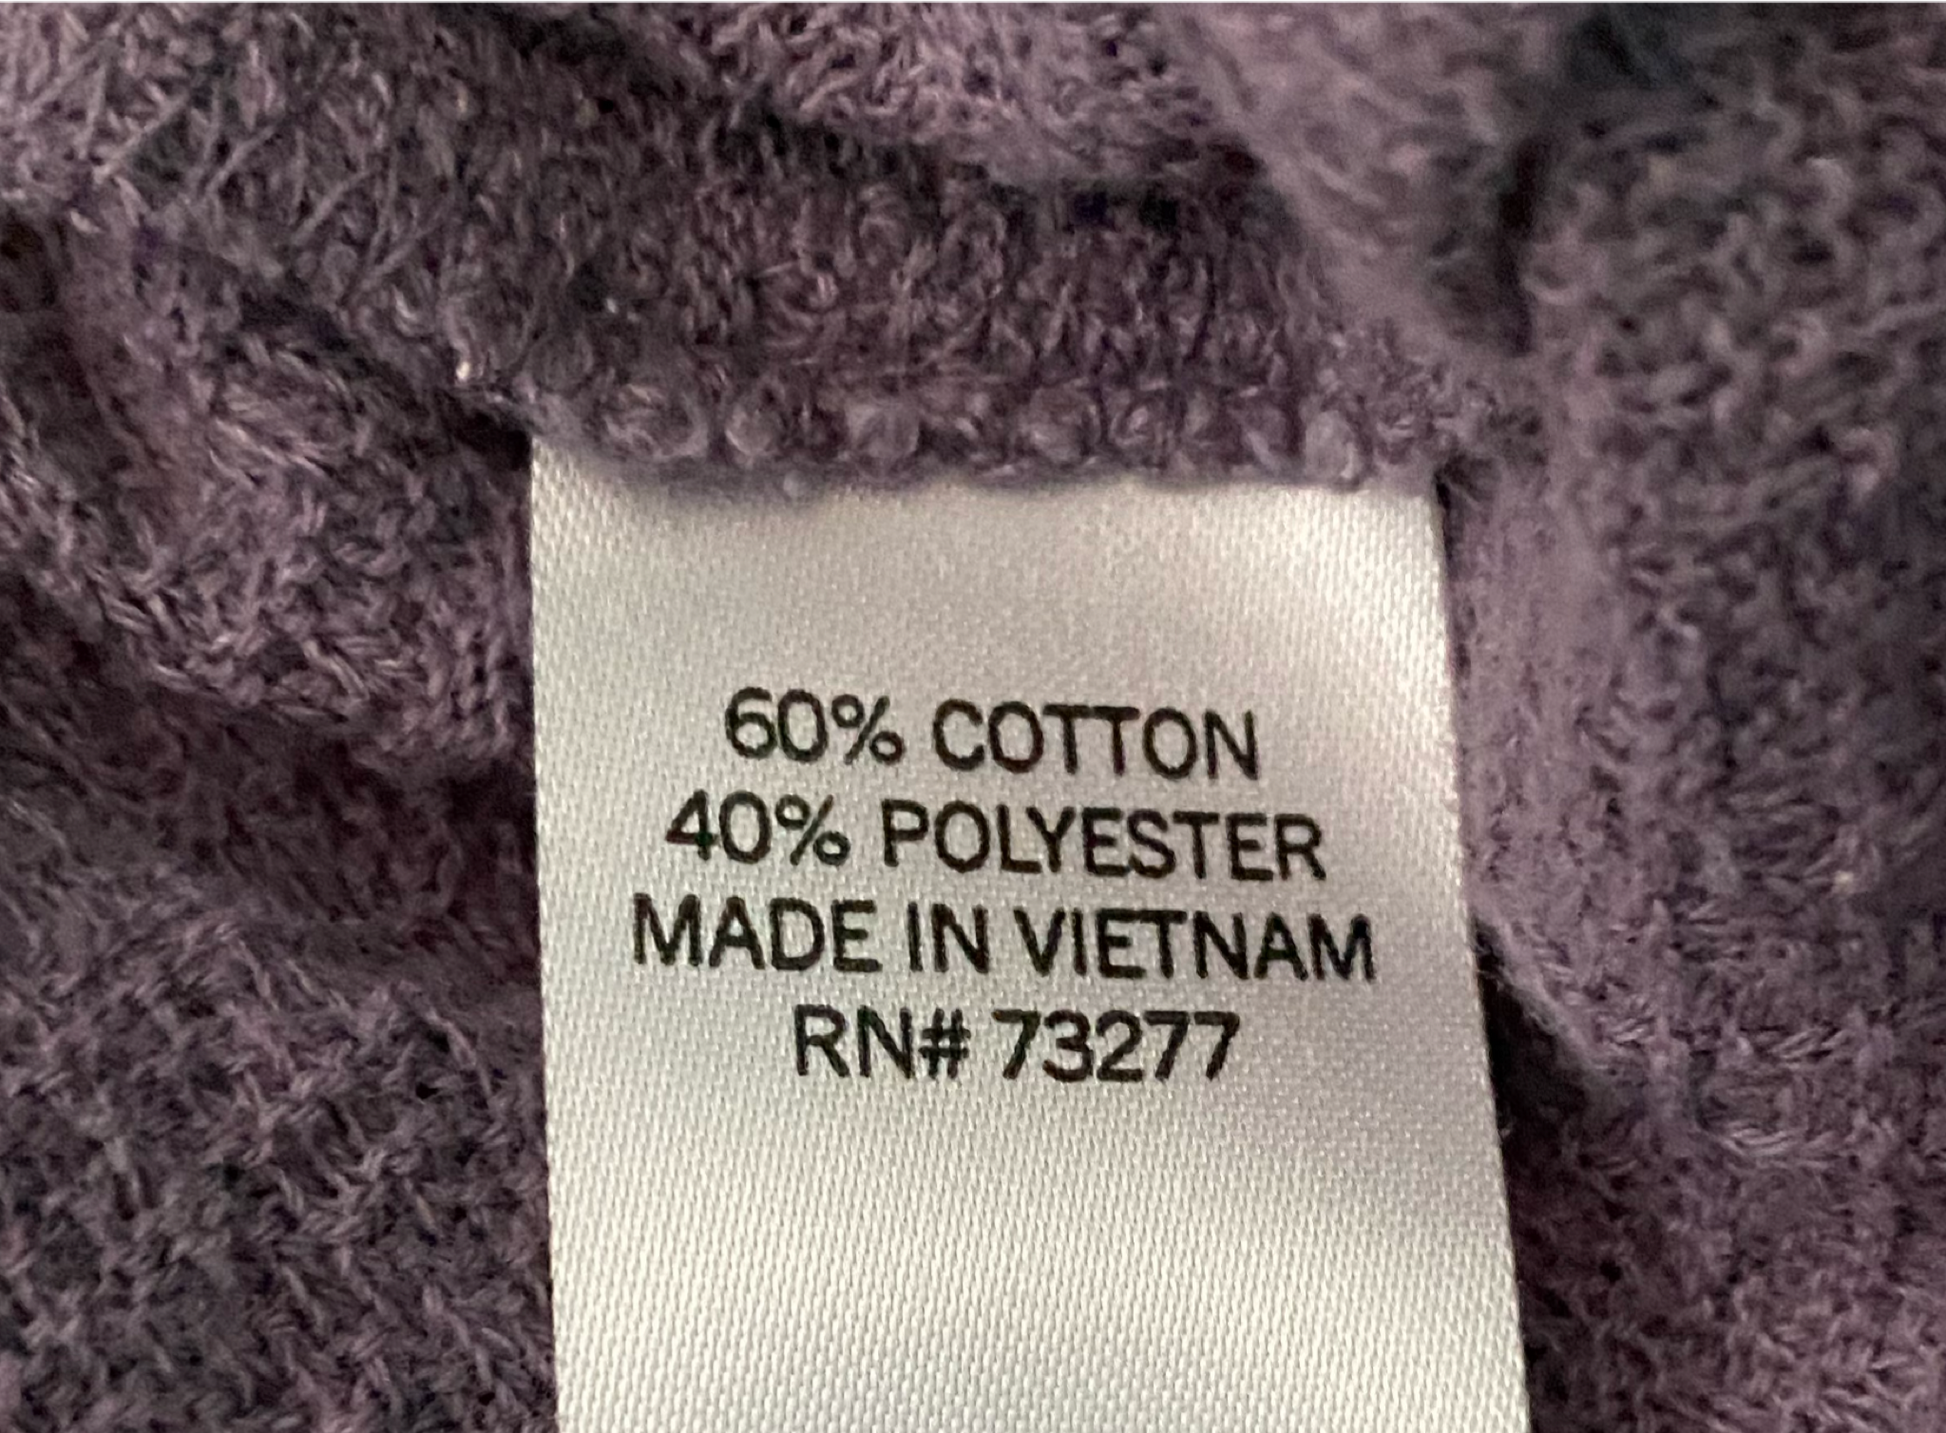 60% COTTON
40% POLYESTER
MADE IN VIETNAM
RN# 73277